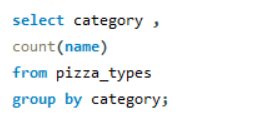 select category ,
count(name)
from pizza_types
group by category;